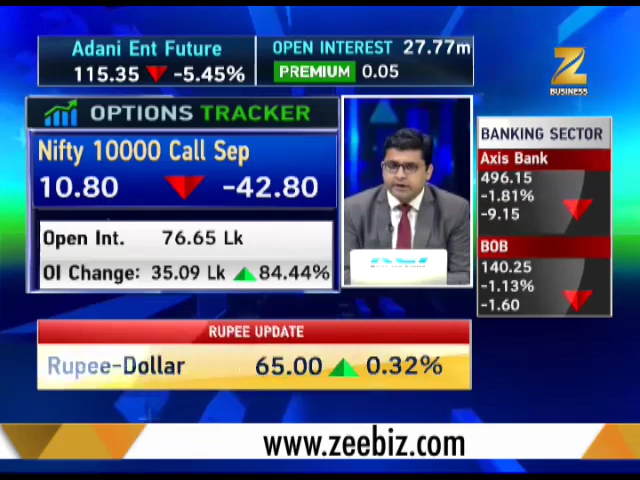 Adani Ent Future
115.35 ▼ -5.45%
OPEN INTEREST 27.77m
PREMIUM 0.05
Z
BUSINESS
OPTIONS TRACKER
Nifty 10000 Call Sep
10.80 ▼ -42.80
Open Int. 76.65 Lk
OI Change: 35.09 Lk ▲ 84.44%
BANKING SECTOR
Axis Bank
496.15
-1.81%
-9.15
BOB
140.25
-1.13%
-1.60
RUPEE UPDATE
Rupee-Dollar 65.00 ▲ 0.32%
www.zeebiz.com